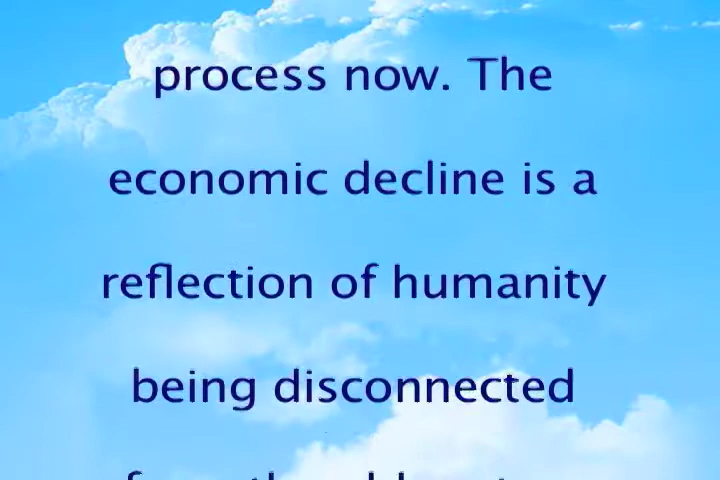 process now. The
economic decline is a
reflection of humanity
being disconnected